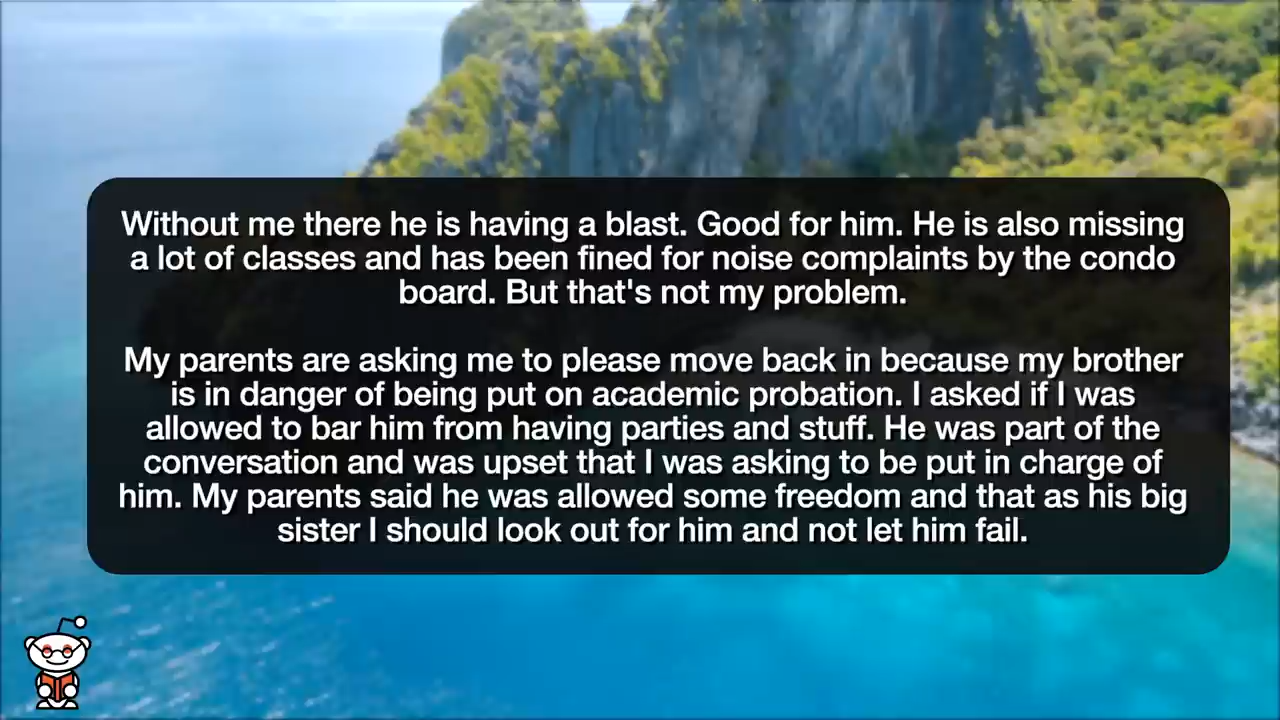 Without me there he is having a blast. Good for him. He is also missing
a lot of classes and has been fined for noise complaints by the condo
board. But that's not my problem.
My parents are asking me to please move back in because my brother
is in danger of being put on academic probation. I asked if I was
allowed to bar him from having parties and stuff. He was part of the
conversation and was upset that I was asking to be put in charge of
him. My parents said he was allowed some freedom and that as his big
sister I should look out for him and not let him fail.